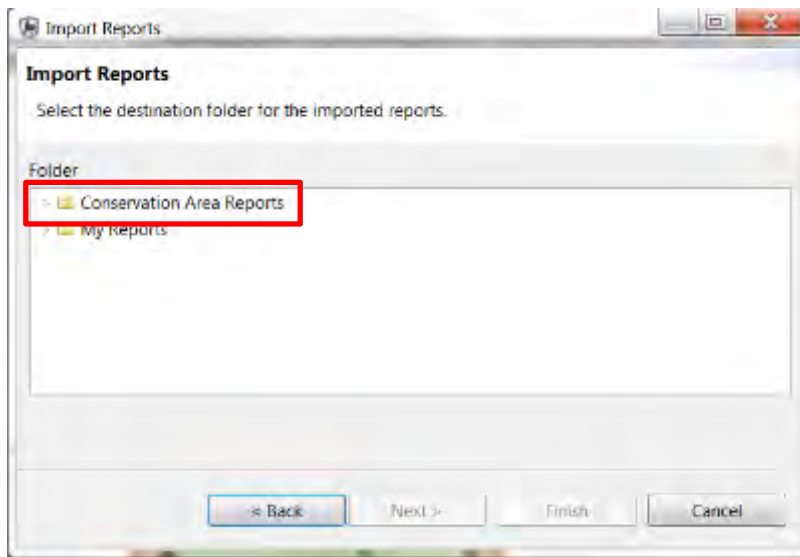 Import Reports
Import Reports
Select the destination folder for the imported reports.
Folder
Conservation Area Reports
My Reports
< Back Next > Finish Cancel